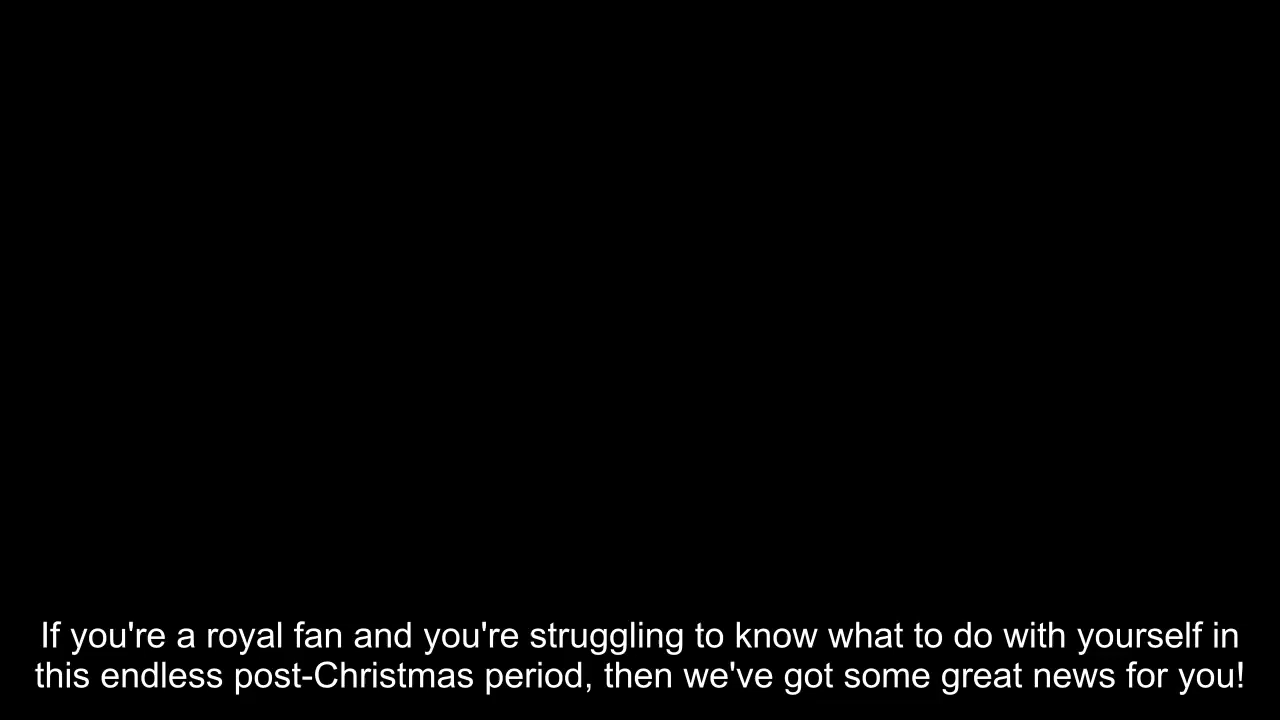 If you're a royal fan and you're struggling to know what to do with yourself in
this endless post-Christmas period, then we've got some great news for you!